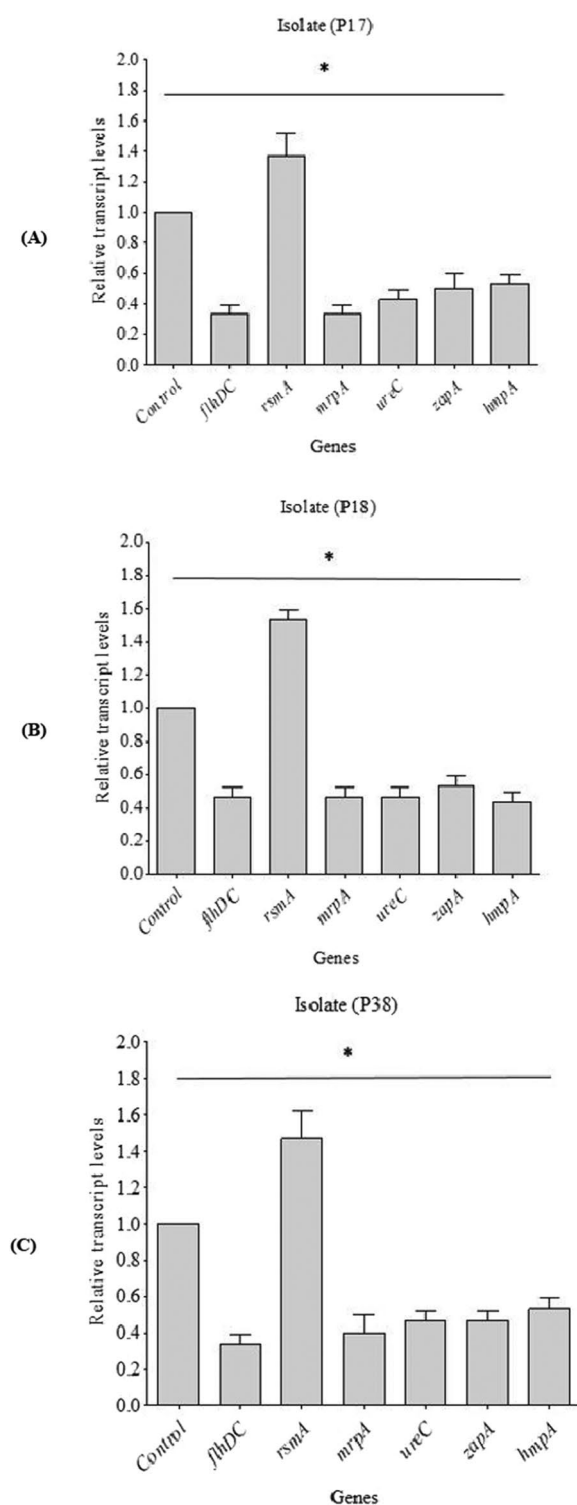 Isolate (P17)
*
(A)
Relative transcript levels
2.0
1.8
1.6
1.4
1.2
1.0
0.8
0.6
0.4
0.2
0.0
Control flhDC rsmA mrpA ureC zapA hmpA
Genes
Isolate (P18)
*
(B)
Relative transcript levels
2.0
1.8
1.6
1.4
1.2
1.0
0.8
0.6
0.4
0.2
0.0
Control flhDC rsmA mrpA ureC zapA hmpA
Genes
Isolate (P38)
*
(C)
Relative transcript levels
2.0
1.8
1.6
1.4
1.2
1.0
0.8
0.6
0.4
0.2
0.0
Control flhDC rsmA mrpA ureC zapA hmpA
Genes